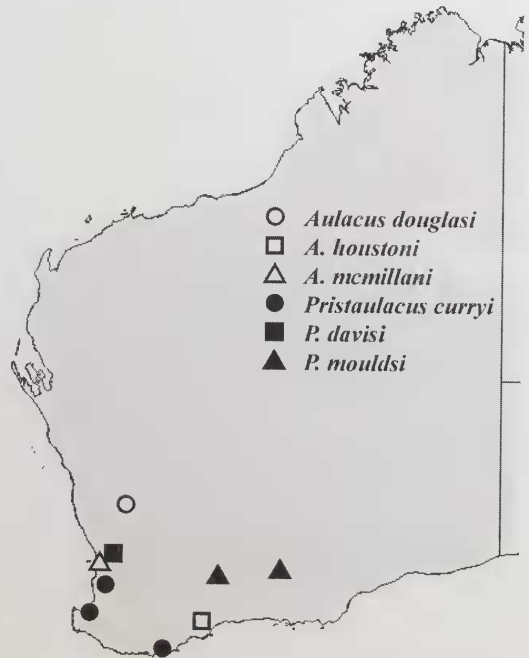 Aulacus douglasi
A. houstoni
A. mcmillani
Pristaulacus curryi
P. davisi
P. mouldsi